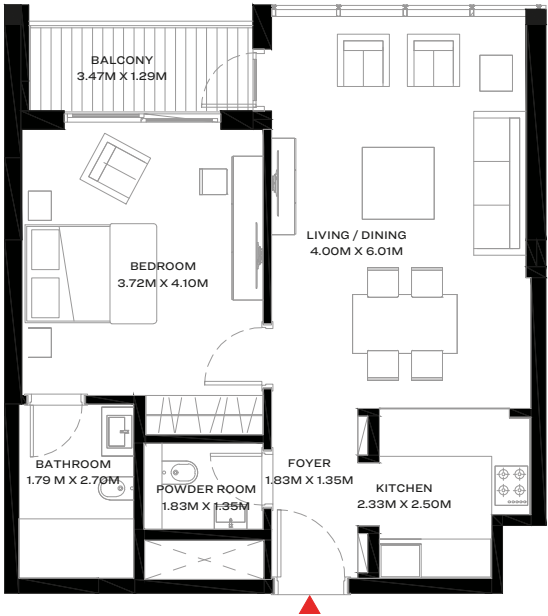 BALCONY
3.47M X 1.29M
LIVING / DINING
4.00M X 6.01M
BEDROOM
3.72M X 4.10M
BATHROOM
1.79 M X 2.70M
POWDER ROOM
1.83M X 1.35M
FOYER
1.83M X 1.35M
KITCHEN
2.33M X 2.50M